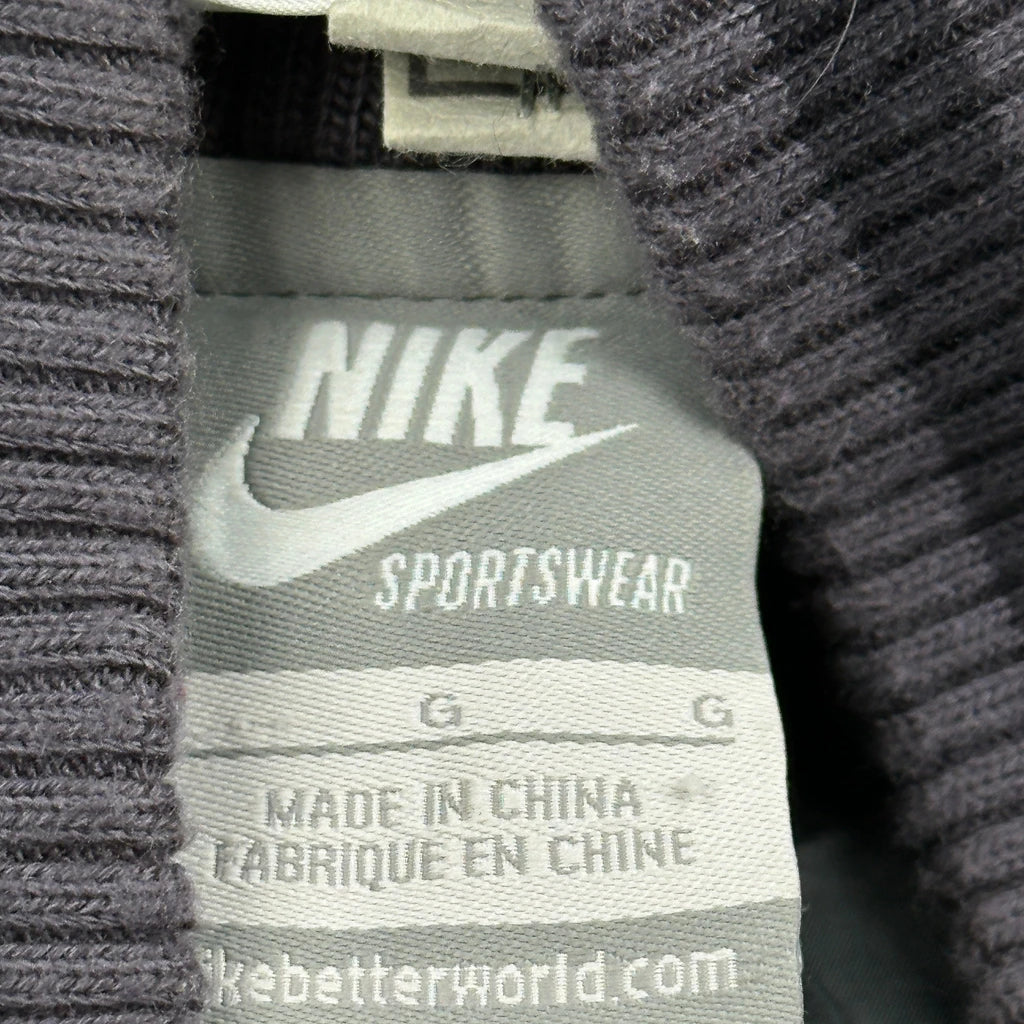 NIKE
SPORTSWEAR
G G
MADE IN CHINA
FABRIQUE EN CHINE
kebetterworld.com